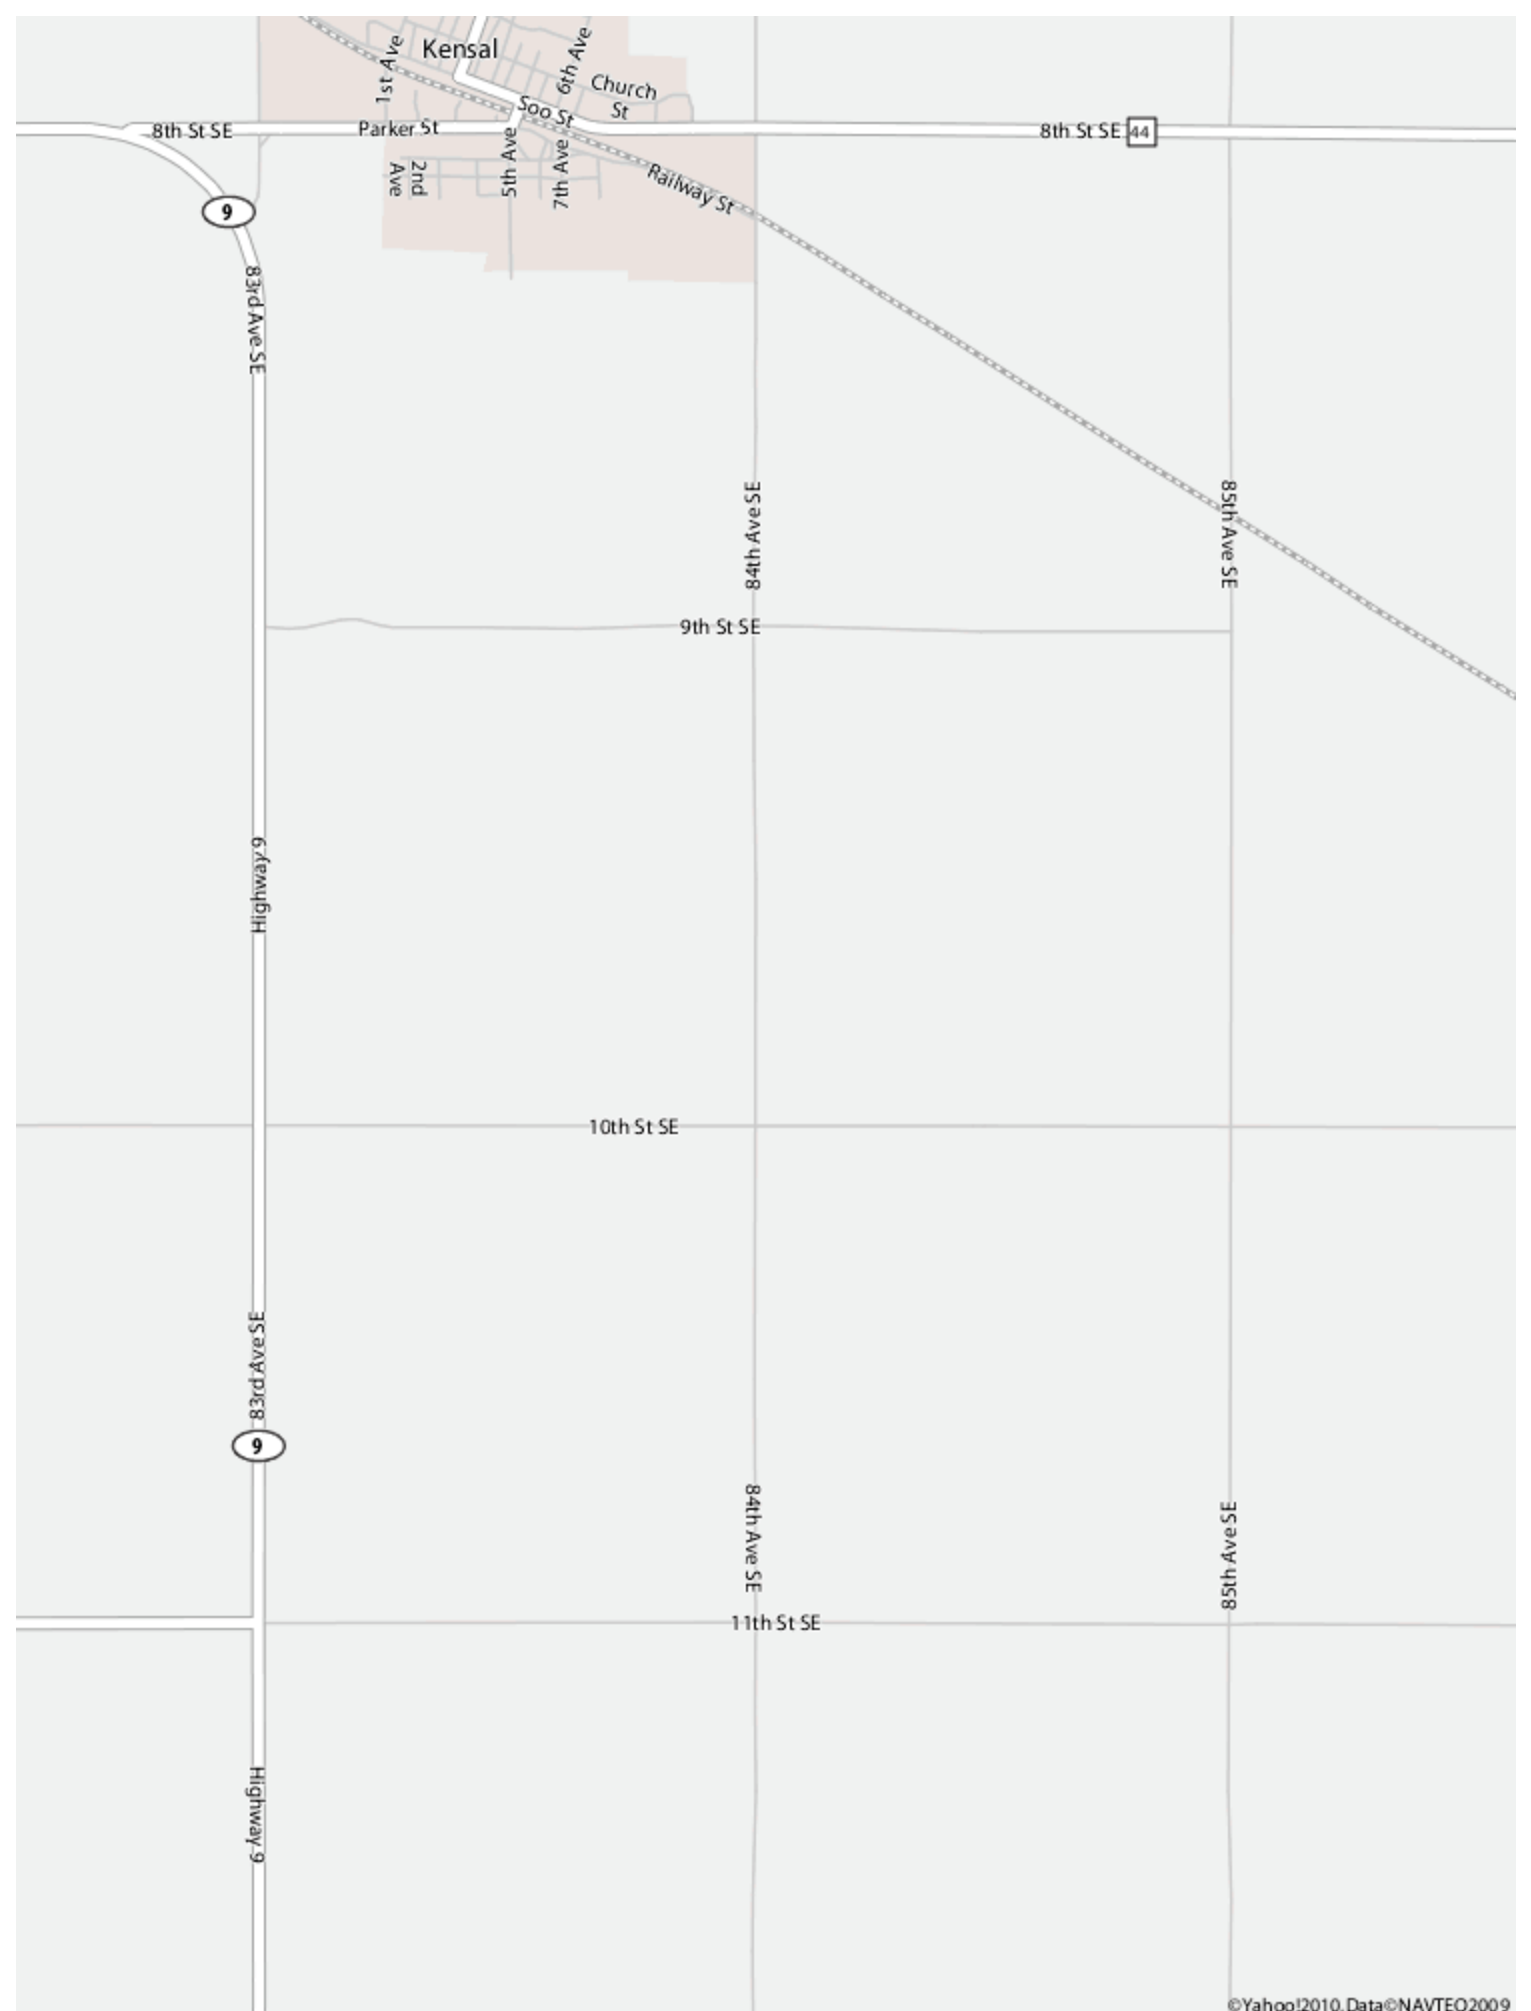 Kensal
1st Ave
6th Ave
Church
St
Soo St
8th St SE
Parker St
8th St SE
44
5th Ave
7th Ave
2nd
Ave
Railway St
9
83rd Ave SE
84th Ave SE
85th Ave SE
9th St SE
Highway 9
10th St SE
83rd Ave SE
9
84th Ave SE
85th Ave SE
11th St SE
Highway 9
©Yahoo!2010, Data©NAVTEQ2009